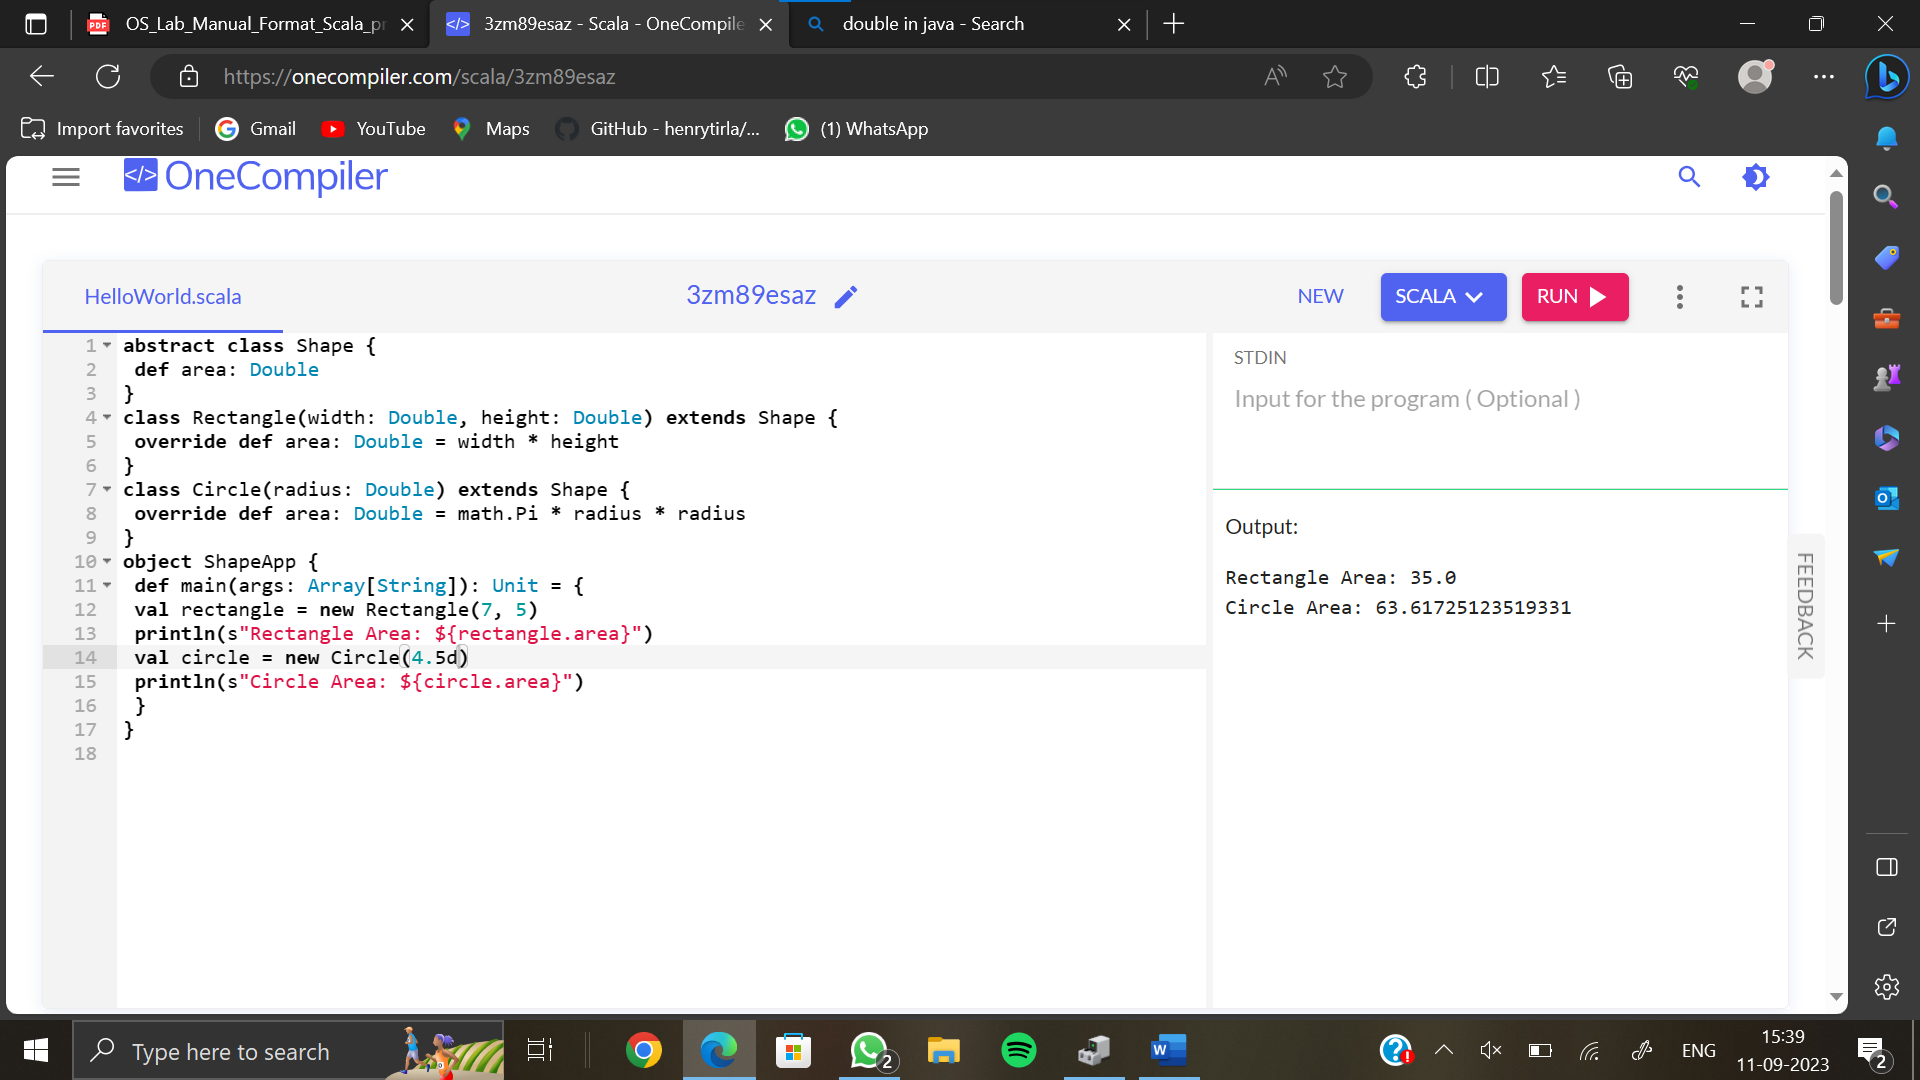 OS_Lab_Manual_Format_Scala_pr
3zm89esaz - Scala - OneCompile
double in java - Search
https://onecompiler.com/scala/3zm89esaz
Import favorites
Gmail
YouTube
Maps
GitHub - henrytirla/...
(1) WhatsApp
</> OneCompiler
HelloWorld.scala
3zm89esaz
NEW
SCALA
RUN
1 abstract class Shape {
2 def area: Double
3 }
4 class Rectangle(width: Double, height: Double) extends Shape {
5 override def area: Double = width * height
6 }
7 class Circle(radius: Double) extends Shape {
8 override def area: Double = math.Pi * radius * radius
9 }
10 object ShapeApp {
11 def main(args: Array[String]): Unit = {
12 val rectangle = new Rectangle(7, 5)
13 println(s"Rectangle Area: ${rectangle.area}")
14 val circle = new Circle(4.5d)
15 println(s"Circle Area: ${circle.area}")
16 }
17 }
18
STDIN
Input for the program ( Optional )
Output:
Rectangle Area: 35.0
Circle Area: 63.61725123519331
FEEDBACK
Type here to search
2
ENG
15:39
11-09-2023
2